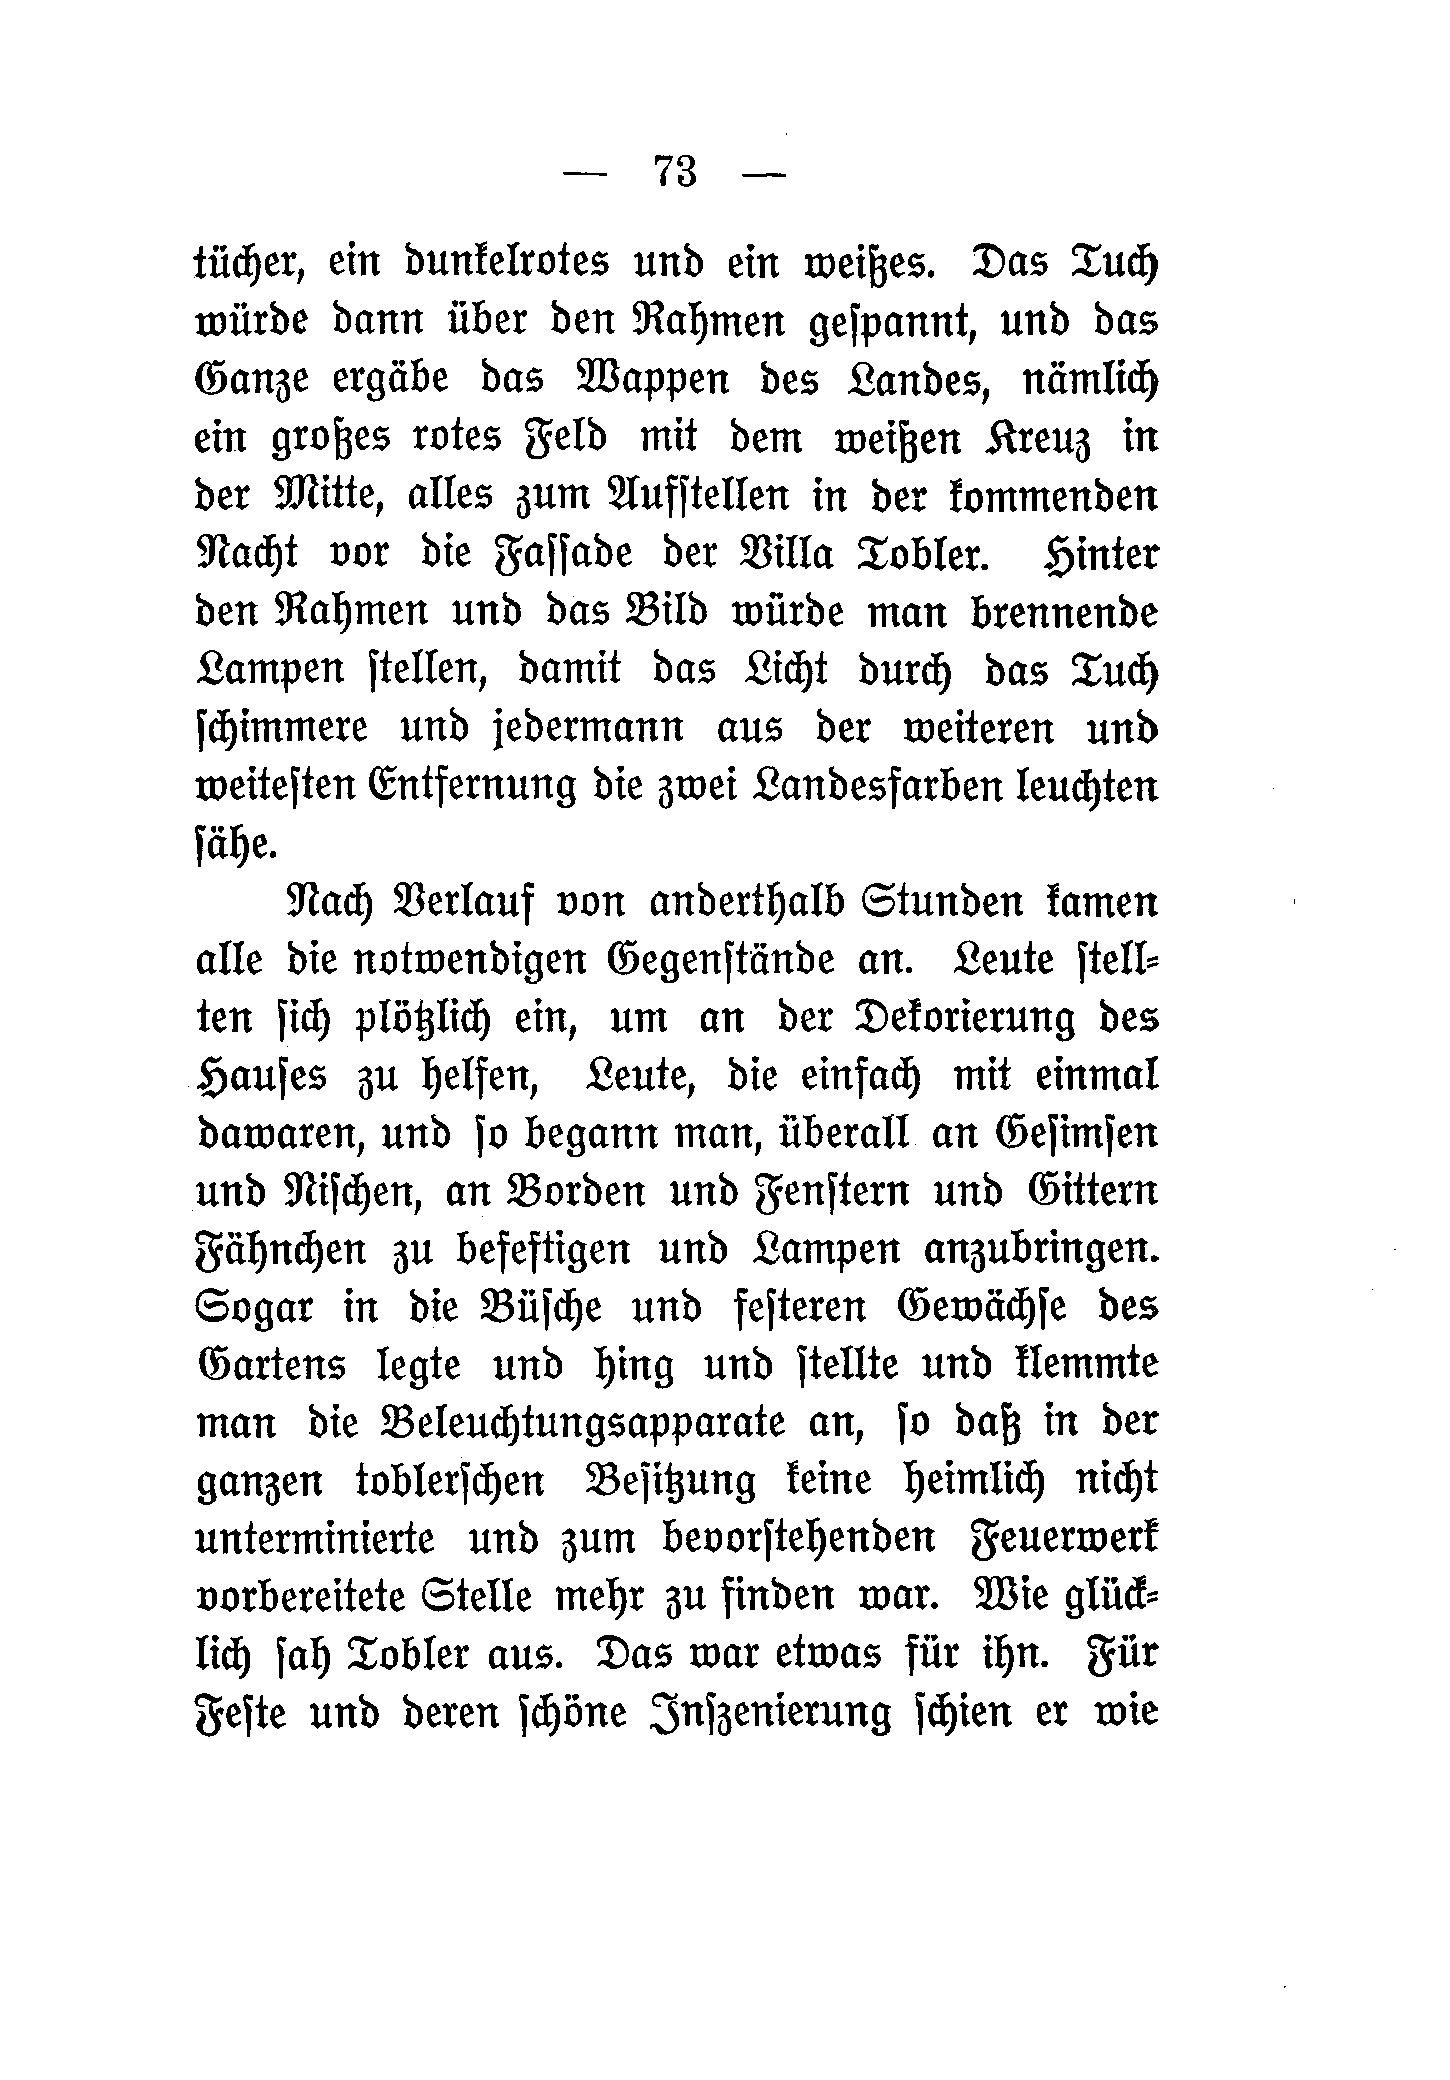 — 73 —
tücher, ein dunkelrotes und ein weißes. Das Tuch
würde dann über den Rahmen geſpannt, und das
Ganze ergäbe das Wappen des Landes, nämlich
ein großes rotes Feld mit dem weißen Kreuz in
der Mitte, alles zum Aufſtellen in der kommenden
Nacht vor die Faſſade der Villa Tobler. Hinter
den Rahmen und das Bild würde man brennende
Lampen ſtellen, damit das Licht durch das Tuch
ſchimmere und jedermann aus der weiteren und
weiteſten Entfernung die zwei Landesfarben leuchten
ſähe.
Nach Verlauf von anderthalb Stunden kamen
alle die notwendigen Gegenſtände an. Leute ſtell⸗
ten ſich plötzlich ein, um an der Dekorierung des
Hauſes zu helfen, Leute, die einfach mit einmal
dawaren, und ſo begann man, überall an Geſimſen
und Niſchen, an Borden und Fenſtern und Gittern
Fähnchen zu befeſtigen und Lampen anzubringen.
Sogar in die Büſche und feſteren Gewächſe des
Gartens legte und hing und ſtellte und klemmte
man die Beleuchtungsapparate an, ſo daß in der
ganzen toblerſchen Beſitzung keine heimlich nicht
unterminierte und zum bevorſtehenden Feuerwerk
vorbereitete Stelle mehr zu finden war. Wie glück⸗
lich ſah Tobler aus. Das war etwas für ihn. Für
Feſte und deren ſchöne Inſzenierung ſchien er wie